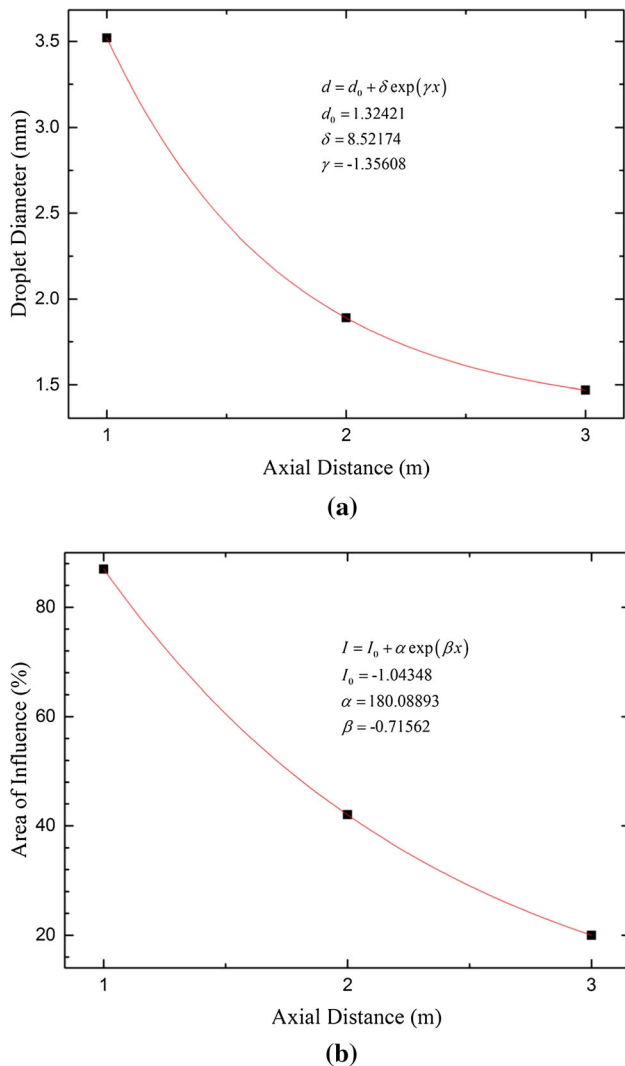 3.5
3.0
2.5
2.0
1.5
Droplet Diameter (mm)
d = d₀ + δ exp(γx)
d₀ = 1.32421
δ = 8.52174
γ = -1.35608
1 2 3
Axial Distance (m)
(a)
80
60
40
20
Area of Influence (%)
I = I₀ + α exp(βx)
I₀ = -1.04348
α = 180.08893
β = -0.71562
1 2 3
Axial Distance (m)
(b)